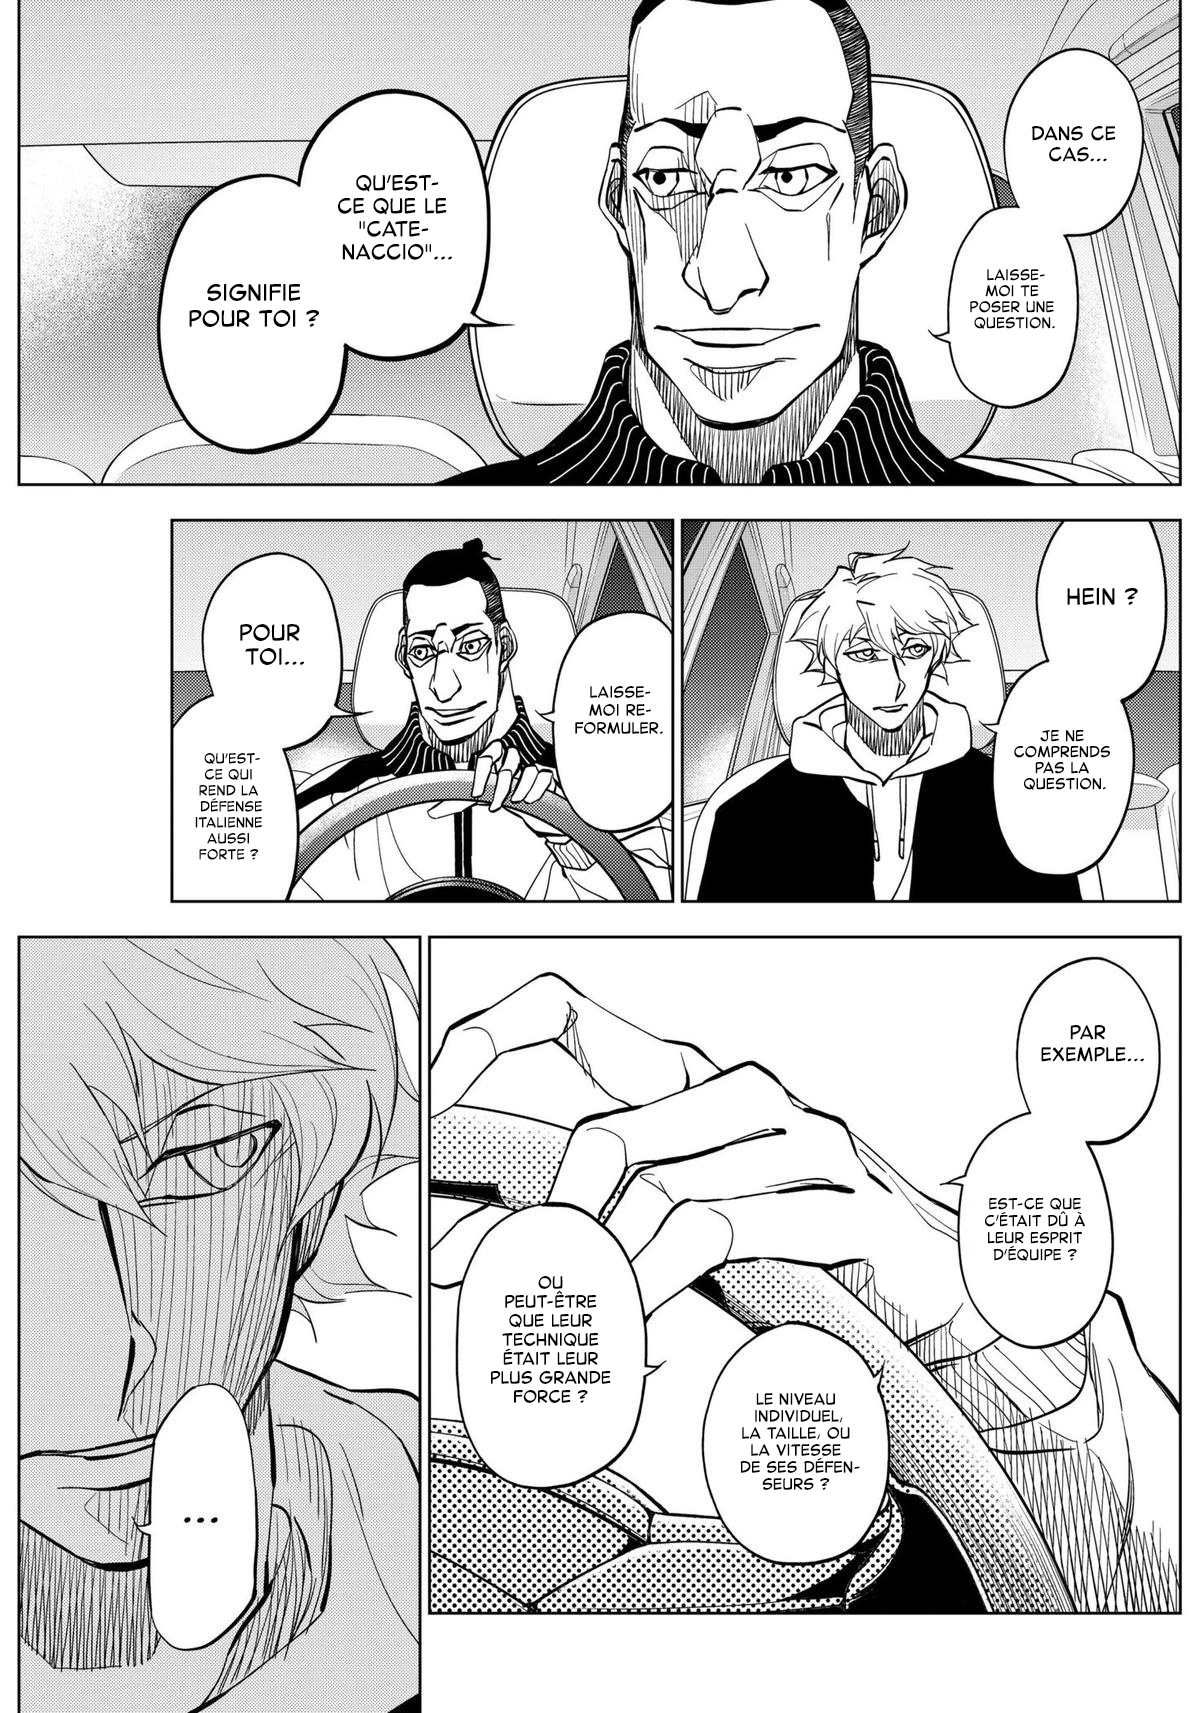 DANS CE
CAS...
LAISSE-
MOI TE
POSER UNE
QUESTION.
QU'EST-
CE QUE LE
"CATE-
NACCIO"...
SIGNIFIE
POUR TOI ?
HEIN ?
JE NE
COMPRENDS
PAS LA
QUESTION.
LAISSE-
MOI RE-
FORMULER.
POUR
TOI...
QU'EST-
CE QUI
REND LA
DÉFENSE
ITALIENNE
AUSSI
FORTE ?
PAR
EXEMPLE...
EST-CE QUE
C'ÉTAIT DÛ À
LEUR ESPRIT
D'ÉQUIPE ?
LE NIVEAU
INDIVIDUEL,
LA TAILLE, OU
LA VITESSE
DE SES DÉFEN-
SEURS ?
OU
PEUT-ÊTRE
QUE LEUR
TECHNIQUE
ÉTAIT LEUR
PLUS GRANDE
FORCE ?
...